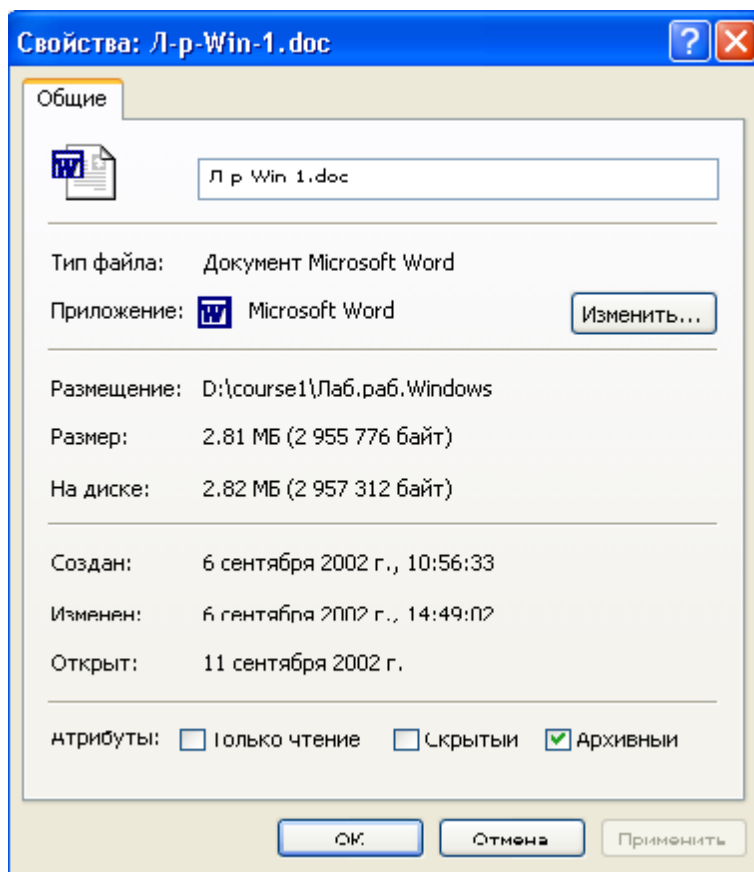 Свойства: Л-р-Win-1.doc
Общие
Л-р-Win-1.doc
Тип файла: Документ Microsoft Word
Приложение: Microsoft Word Изменить...
Размещение: D:\course1\Лаб.раб.Windows
Размер: 2.81 МБ (2 955 776 байт)
На диске: 2.82 МБ (2 957 312 байт)
Создан: 6 сентября 2002 г., 10:56:33
Изменен: 6 сентября 2002 г., 14:49:02
Открыт: 11 сентября 2002 г.
Атрибуты: Только чтение Скрытый Архивный
ОК Отмена Применить